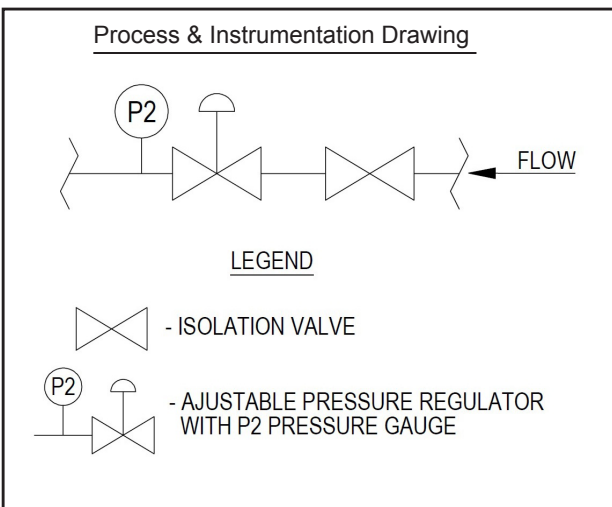 Process & Instrumentation Drawing
P2
FLOW
LEGEND
- ISOLATION VALVE
P2
- AJUSTABLE PRESSURE REGULATOR
WITH P2 PRESSURE GAUGE